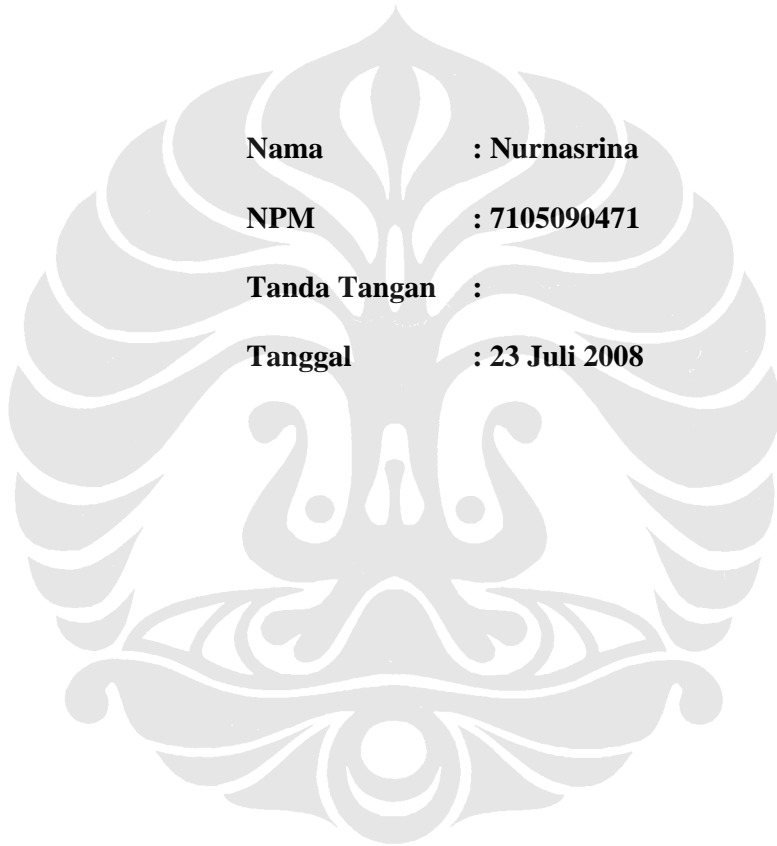 Nama : Nurnasrina
NPM : 7105090471
Tanda Tangan :
Tanggal : 23 Juli 2008